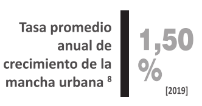 Tasa promedio
anual de
crecimiento de la
mancha urbana 8
1,50
%
[2019]